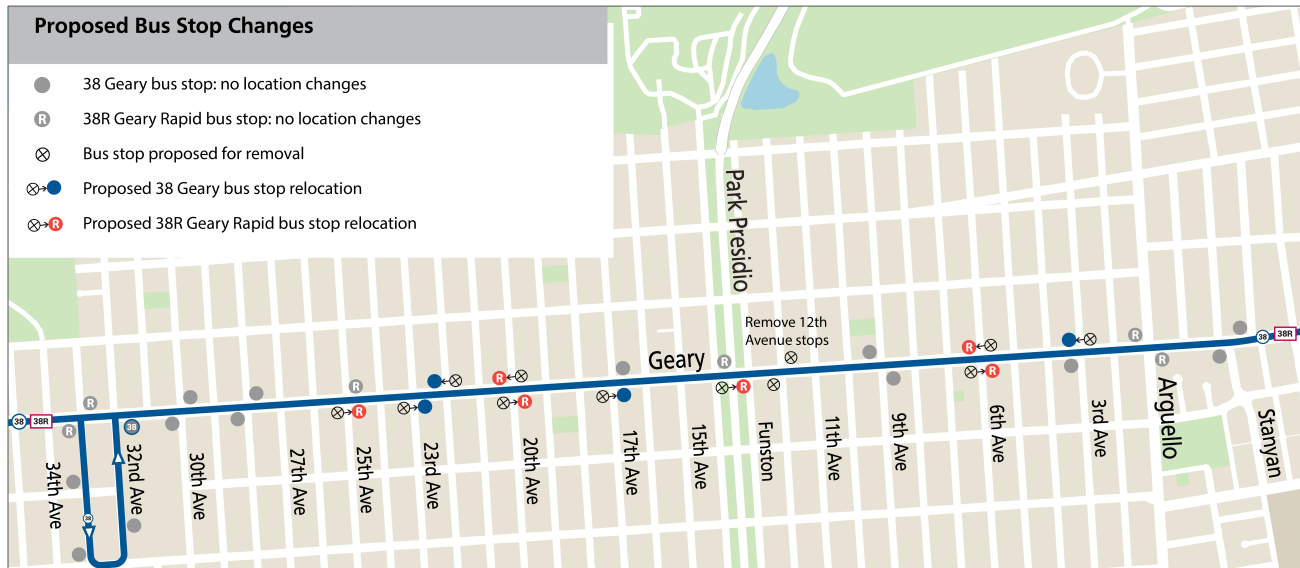 Proposed Bus Stop Changes
38 Geary bus stop: no location changes
R
38R Geary Rapid bus stop: no location changes
Bus stop proposed for removal
Proposed 38 Geary bus stop relocation
R
Proposed 38R Geary Rapid bus stop relocation
Park Presidio
Remove 12th
Avenue stops
Geary
38
38R
R
R
R
R
R
R
R
R
R
R
R
R
38
38R
38
38
34th Ave
32nd Ave
30th Ave
27th Ave
25th Ave
23rd Ave
20th Ave
17th Ave
15th Ave
Funston
11th Ave
9th Ave
6th Ave
3rd Ave
Arguello
Stanyan